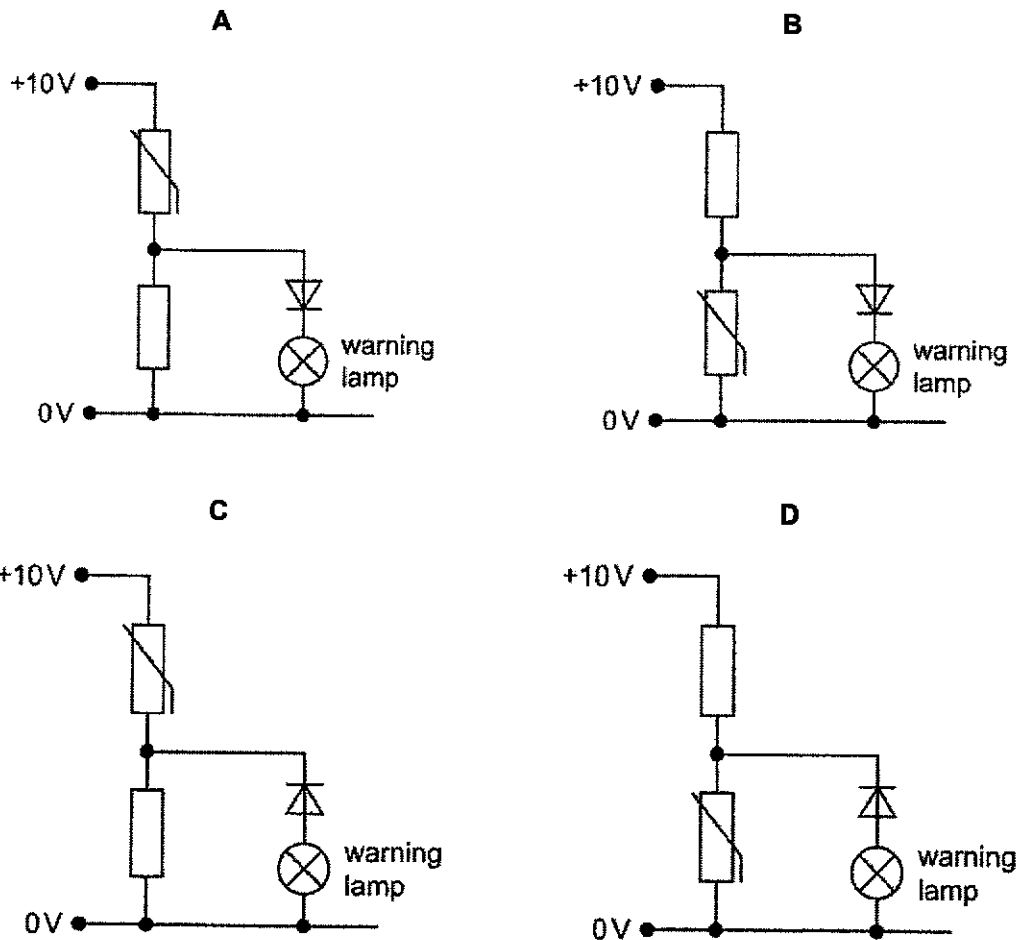 A
B
+10V
+10V
warning
lamp
warning
lamp
0V
0V
C
D
+10V
+10V
warning
lamp
warning
lamp
0V
0V